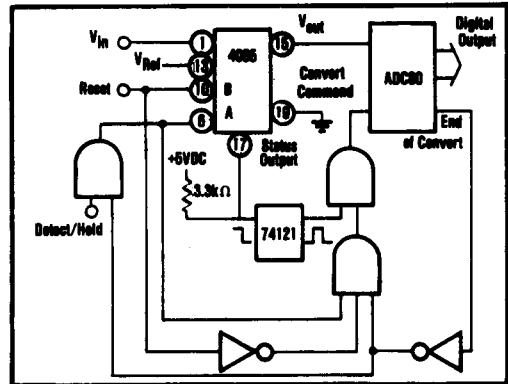 Vin
VRef
Reset
1
13
10
6
4085
B
A
15
16
17
Vout
Convert
Command
ADC80
Digital
Output
End
of Convert
Status
Output
+5VDC
3.3kΩ
74121
Detect/Hold